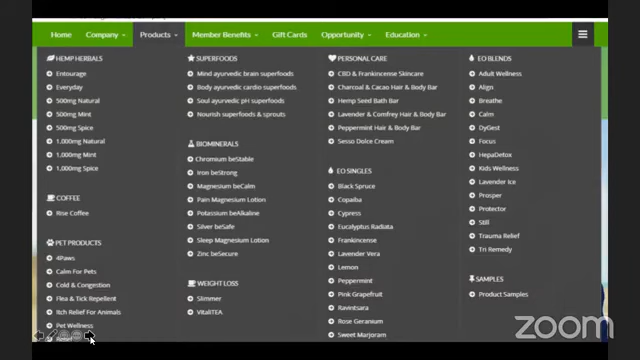 Home Company Products Member Benefits Gift Cards Opportunity Education
HEMP HERBALS
Entourage
Everyday
500mg Natural
500mg Mint
500mg Spice
1,000mg Natural
1,000mg Mint
1,000mg Spice
COFFEE
Rise Coffee
PET PRODUCTS
4Paws
Calm For Pets
Cold & Congestion
Flea & Tick Repellent
Itch Relief For Animals
Pet Wellness
SUPERFOODS
Mind ayurvedic brain superfoods
Body ayurvedic cardio superfoods
Soul ayurvedic pH superfoods
Nourish superfoods & sprouts
BIOMINERALS
Chromium beStable
Iron beStrong
Magnesium beCalm
Pain Magnesium Lotion
Potassium beAlkaline
Silver beSafe
Sleep Magnesium Lotion
Zinc beSecure
WEIGHT LOSS
Slimmer
VitaliTEA
PERSONAL CARE
CBD & Frankincense Skincare
Charcoal & Cacao Hair & Body Bar
Hemp Seed Bath Bar
Lavender & Comfrey Hair & Body Bar
Peppermint Hair & Body Bar
Sesso Dolce Cream
EO SINGLES
Black Spruce
Copaiba
Cypress
Eucalyptus Radiata
Frankincense
Lavender Vera
Lemon
Peppermint
Pink Grapefruit
Ravintsara
Rose Geranium
Sweet Marjoram
EO BLENDS
Adult Wellness
Align
Breathe
Calm
DyGest
Focus
HepaDetox
Kids Wellness
Lavender Ice
Prosper
Protector
Still
Trauma Relief
Tri Remedy
SAMPLES
Product Samples
zoom